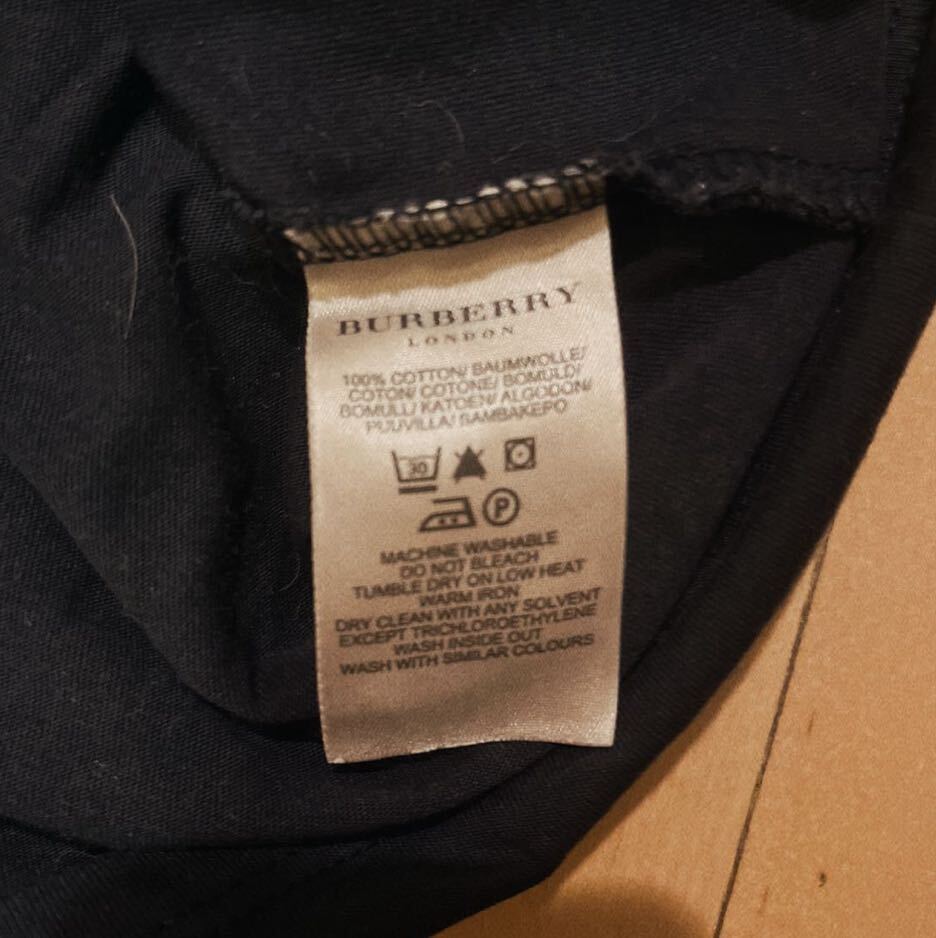 BURBERRY
LONDON
100% COTTON/ BAUMWOLLE/
COTON/ COTONE/ BOMULD/
BOMULL/ KATOEN/ ALGODON/
PUUVILLA/ BAMBAKEPO
30
P
MACHINE WASHABLE
DO NOT BLEACH
TUMBLE DRY ON LOW HEAT
WARM IRON
DRY CLEAN WITH ANY SOLVENT
EXCEPT TRICHLOROETHYLENE
WASH INSIDE OUT
WASH WITH SIMILAR COLOURS